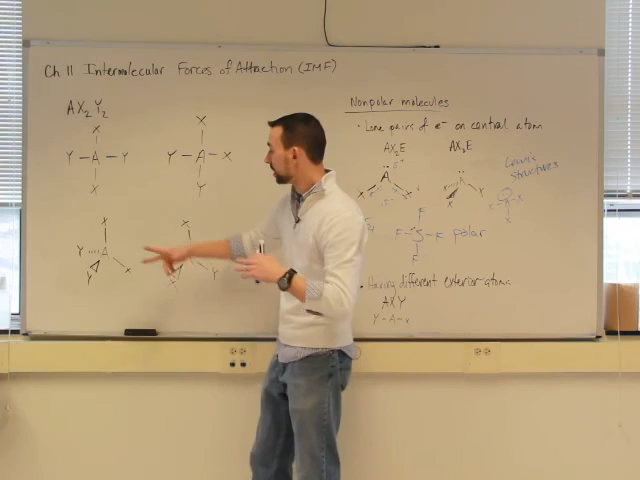 Ch 11 Intermolecular Forces of Attraction (IMF)
AX2Y2
X
Y - A - Y
X
X
Y - A - X
Y
X
Y A
Y X
X
Y
Nonpolar molecules
• Lone pairs of e- on central atom
AX2E AX3E
A
X X
X Y
Lewis
structures
X X
X
F
F - S - F polar
F
• Having different exterior atoms
AXY
Y - A - X